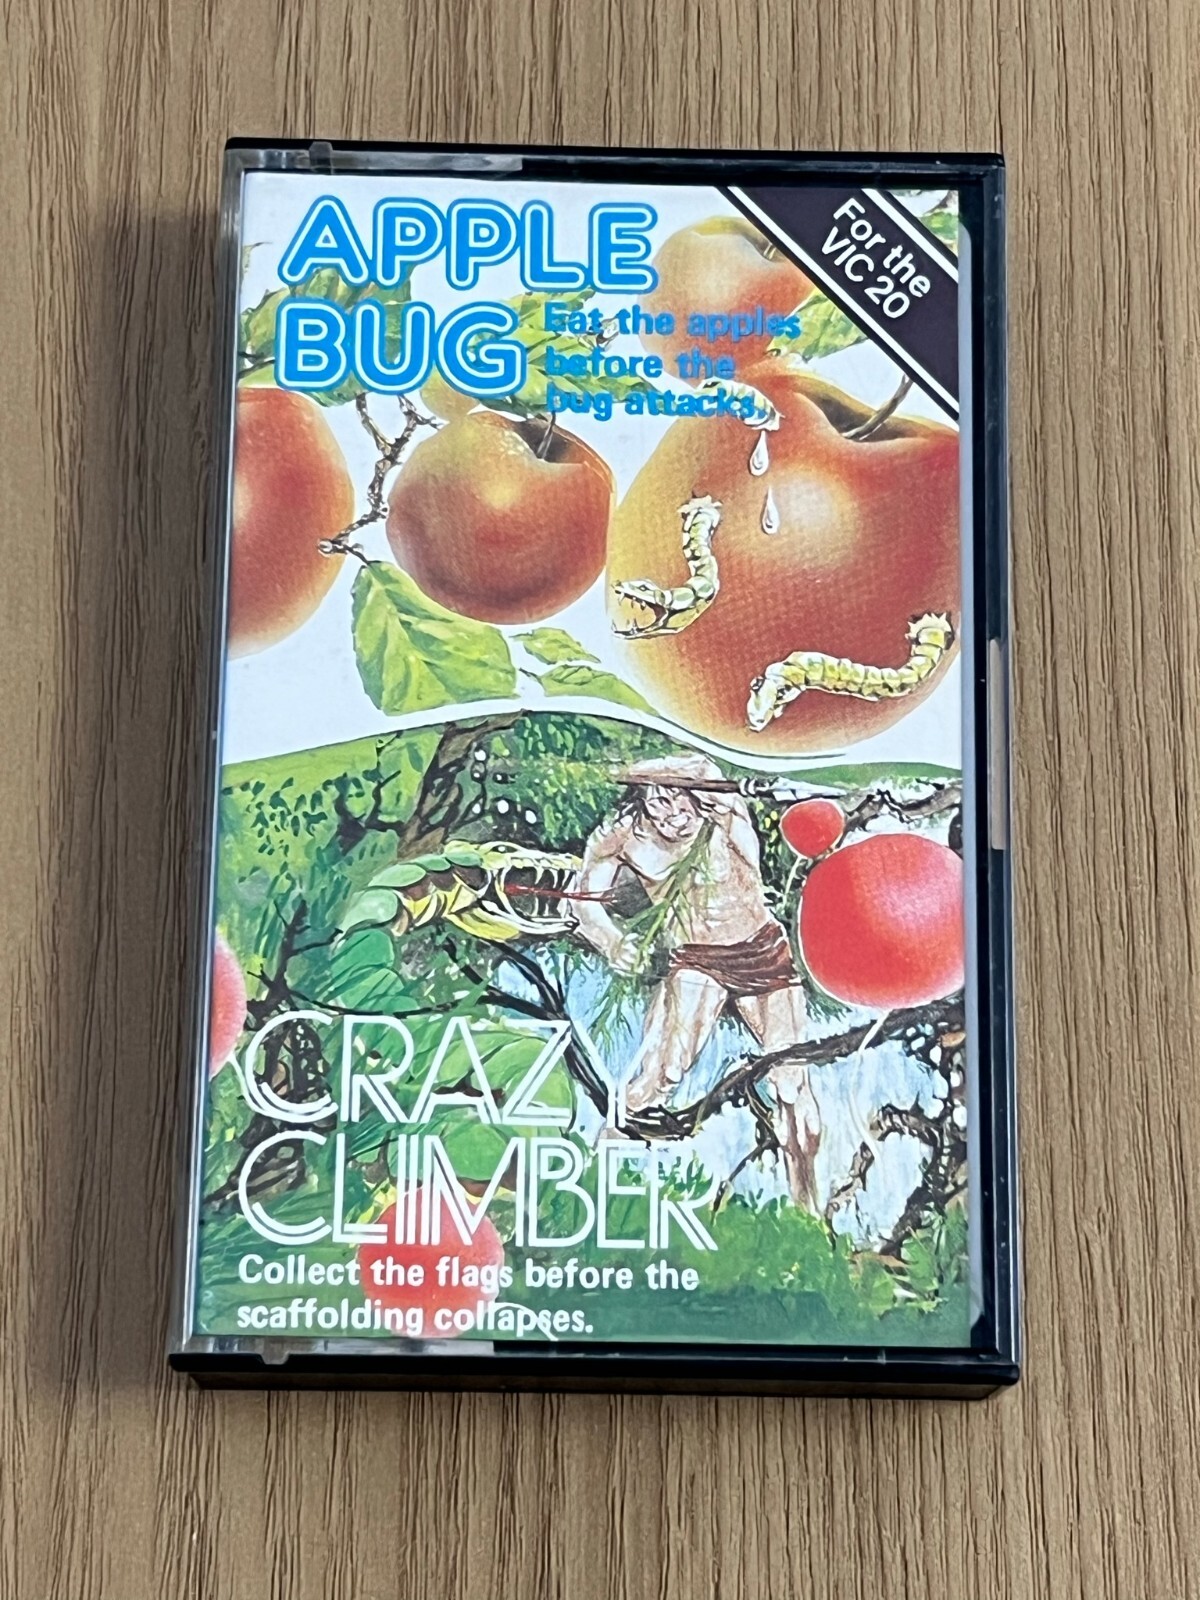 APPLE
BUG
Eat the apples
before the
bug attacks.
For the
VIC 20
CRAZY
CLIMBER
Collect the flags before the
scaffolding collapses.